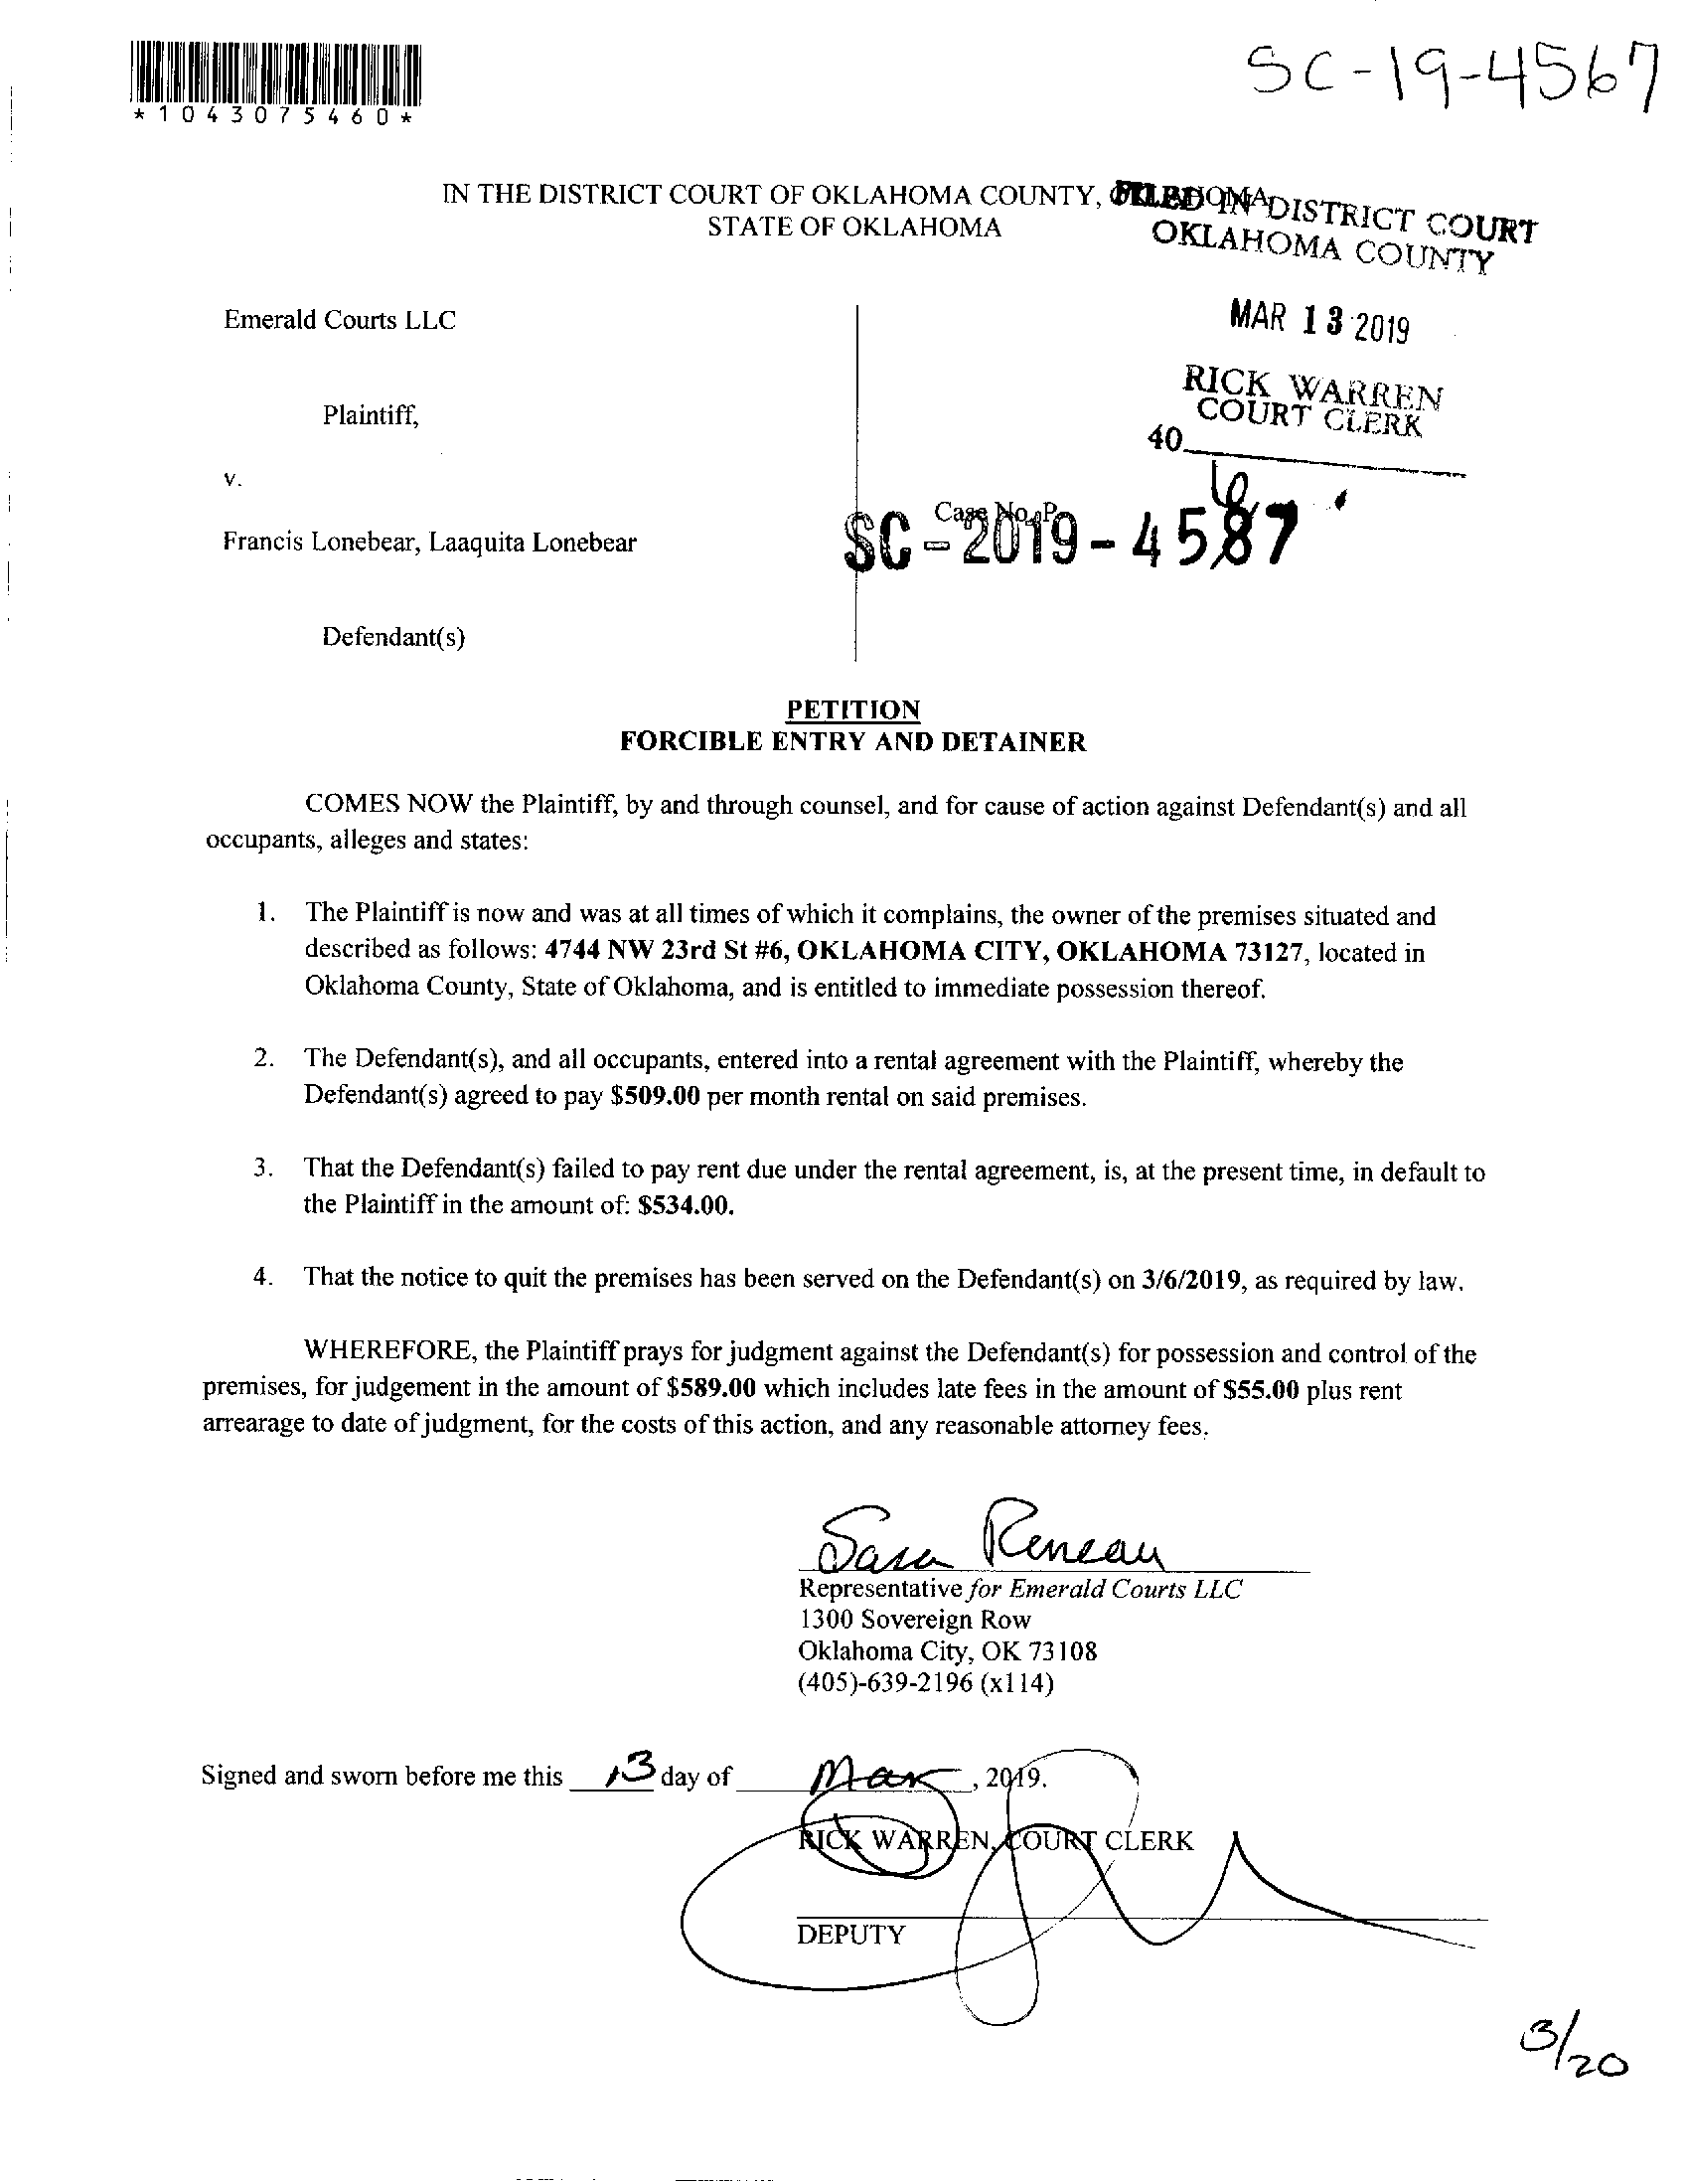 *1043075460*
SC-19-4567
IN THE DISTRICT COURT OF OKLAHOMA COUNTY, OKLAHOMA
STATE OF OKLAHOMA
FILED IN DISTRICT COURT
OKLAHOMA COUNTY
MAR 13 2019
RICK WARREN
COURT CLERK
40
Emerald Courts LLC
Plaintiff,
v.
Case No. P
6
SC-2019-4587
Francis Lonebear, Laaquita Lonebear
Defendant(s)
PETITION
FORCIBLE ENTRY AND DETAINER
COMES NOW the Plaintiff, by and through counsel, and for cause of action against Defendant(s) and all
occupants, alleges and states:
1. The Plaintiff is now and was at all times of which it complains, the owner of the premises situated and
described as follows: 4744 NW 23rd St #6, OKLAHOMA CITY, OKLAHOMA 73127, located in
Oklahoma County, State of Oklahoma, and is entitled to immediate possession thereof.
2. The Defendant(s), and all occupants, entered into a rental agreement with the Plaintiff, whereby the
Defendant(s) agreed to pay $509.00 per month rental on said premises.
3. That the Defendant(s) failed to pay rent due under the rental agreement, is, at the present time, in default to
the Plaintiff in the amount of: $534.00.
4. That the notice to quit the premises has been served on the Defendant(s) on 3/6/2019, as required by law.
WHEREFORE, the Plaintiff prays for judgment against the Defendant(s) for possession and control of the
premises, for judgement in the amount of $589.00 which includes late fees in the amount of $55.00 plus rent
arrearage to date of judgment, for the costs of this action, and any reasonable attorney fees.
Sara Reneau
Representative for Emerald Courts LLC
1300 Sovereign Row
Oklahoma City, OK 73108
(405)-639-2196 (x114)
Signed and sworn before me this 13 day of Mar, 2019.
RICK WARREN, COURT CLERK
DEPUTY
3/20